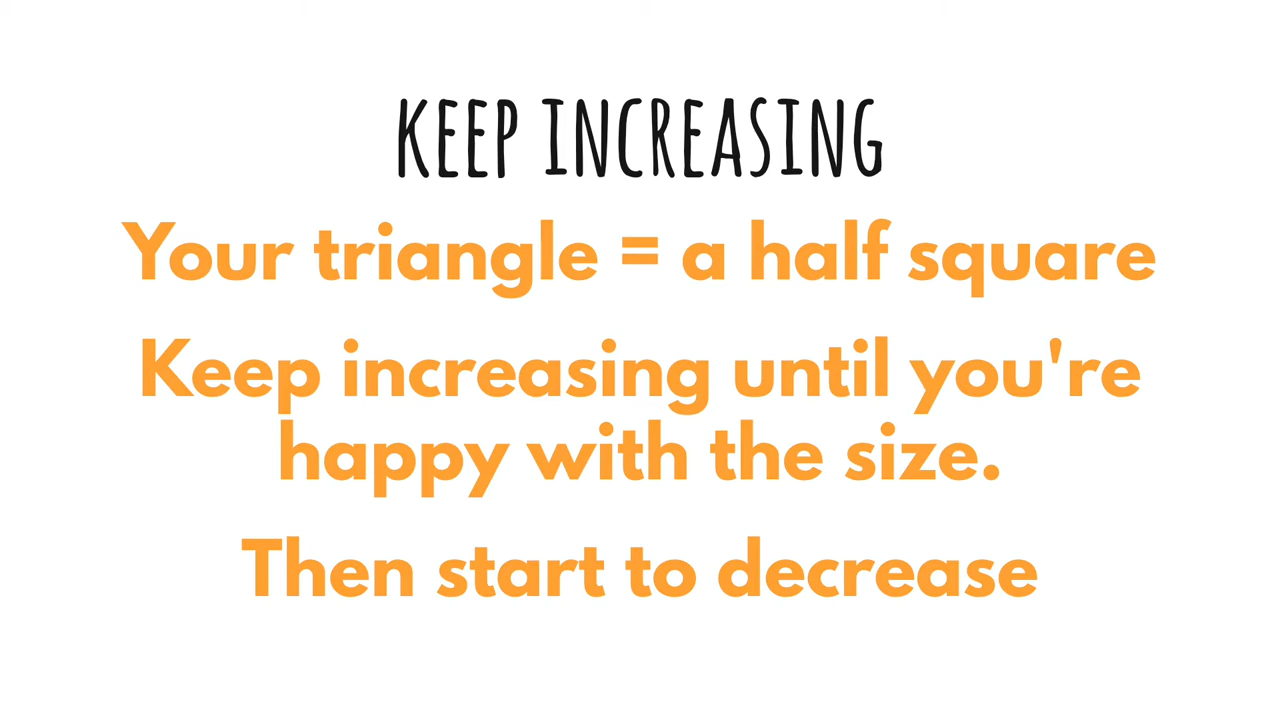 KEEP INCREASING
Your triangle = a half square
Keep increasing until you're
happy with the size.
Then start to decrease